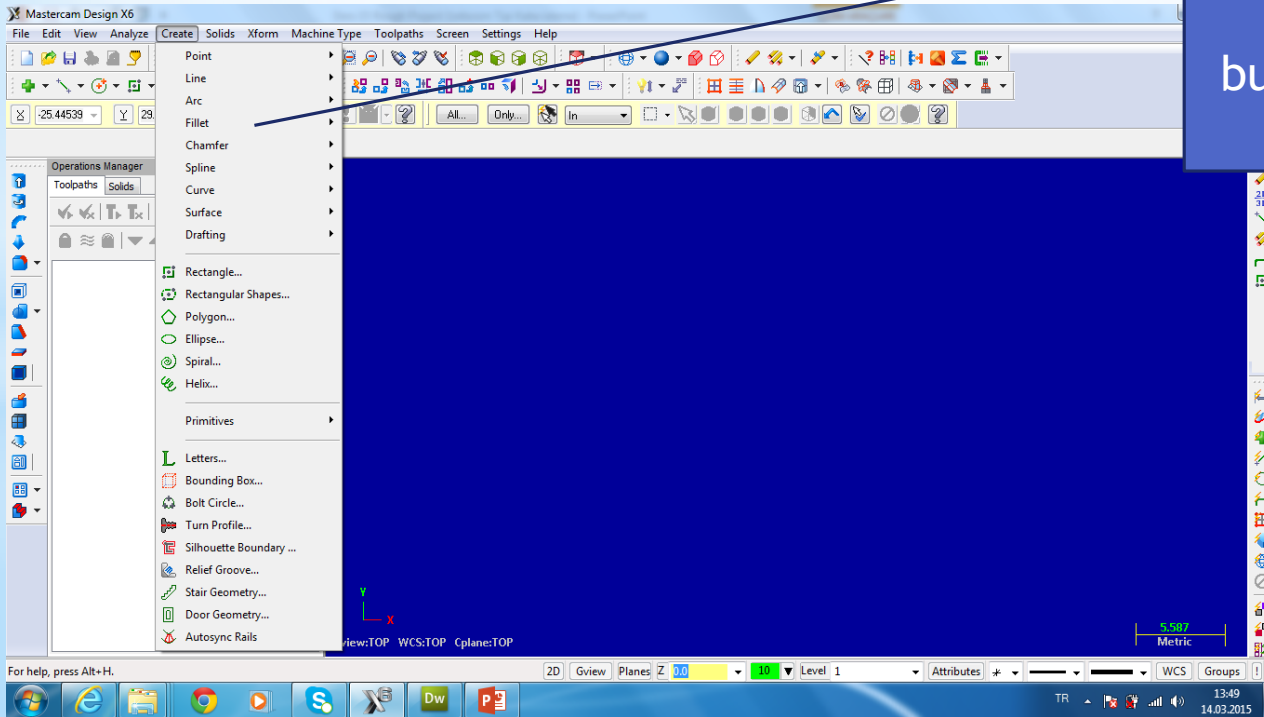 Mastercam Design X6
File Edit View Analyze Create Solids Xform Machine Type Toolpaths Screen Settings Help
bu
X -25.44539 Y 29.
All... Only... In
Operations Manager
Toolpaths Solids
Point
Line
Arc
Fillet
Chamfer
Spline
Curve
Surface
Drafting
Rectangle...
Rectangular Shapes...
Polygon...
Ellipse...
Spiral...
Helix...
Primitives
Letters...
Bounding Box...
Bolt Circle...
Turn Profile...
Silhouette Boundary ...
Relief Groove...
Stair Geometry...
Door Geometry...
Autosync Rails
Y
X
view:TOP WCS:TOP Cplane:TOP
5.587
Metric
For help, press Alt+H.
2D Gview Planes Z 0.0 10 Level 1 Attributes WCS Groups
TR
13:49
14.03.2015